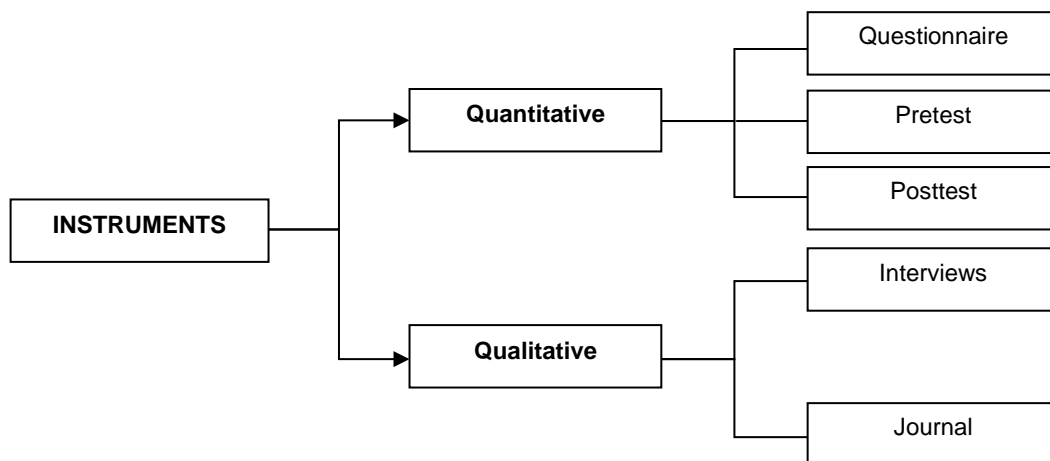 Questionnaire
Quantitative
Pretest
Posttest
INSTRUMENTS
Interviews
Qualitative
Journal